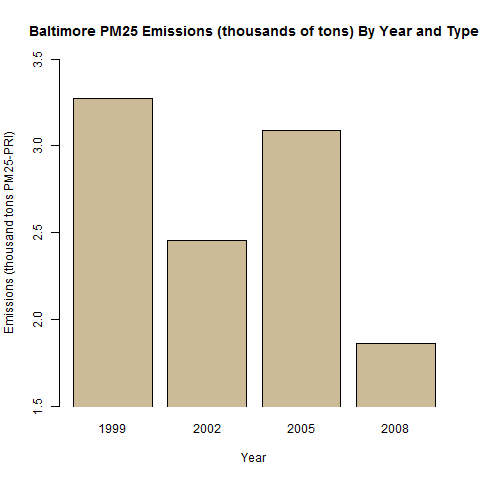 Baltimore PM25 Emissions (thousands of tons) By Year and Type
Emissions (thousand tons PM25-PRI)
3.5
3.0
2.5
2.0
1.5
1999 2002 2005 2008
Year